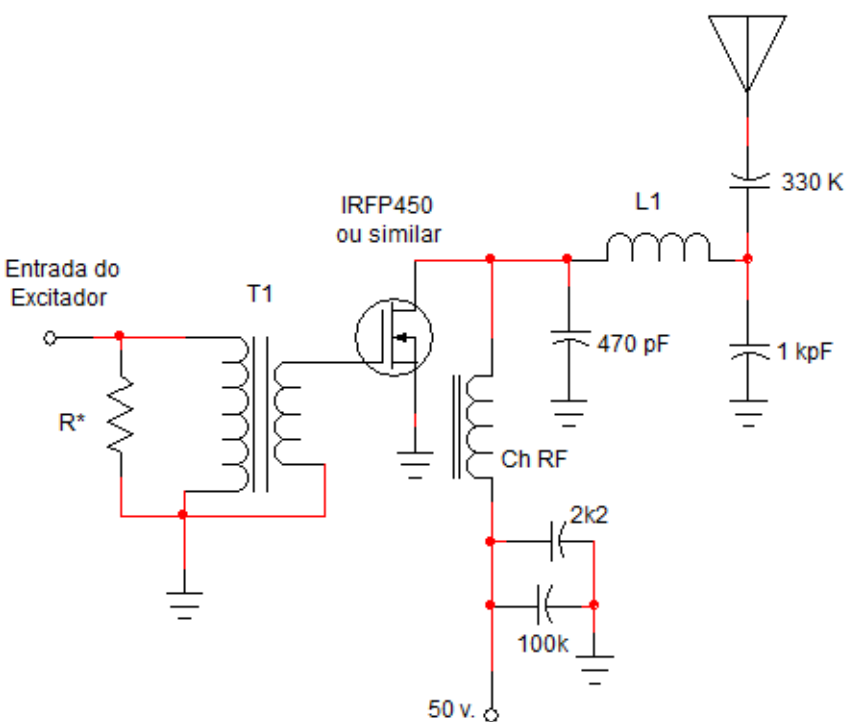 330 K
L1
IRFP450
ou similar
Entrada do
Excitador
T1
470 pF
1 kpF
R*
Ch RF
2k2
100k
50 v.